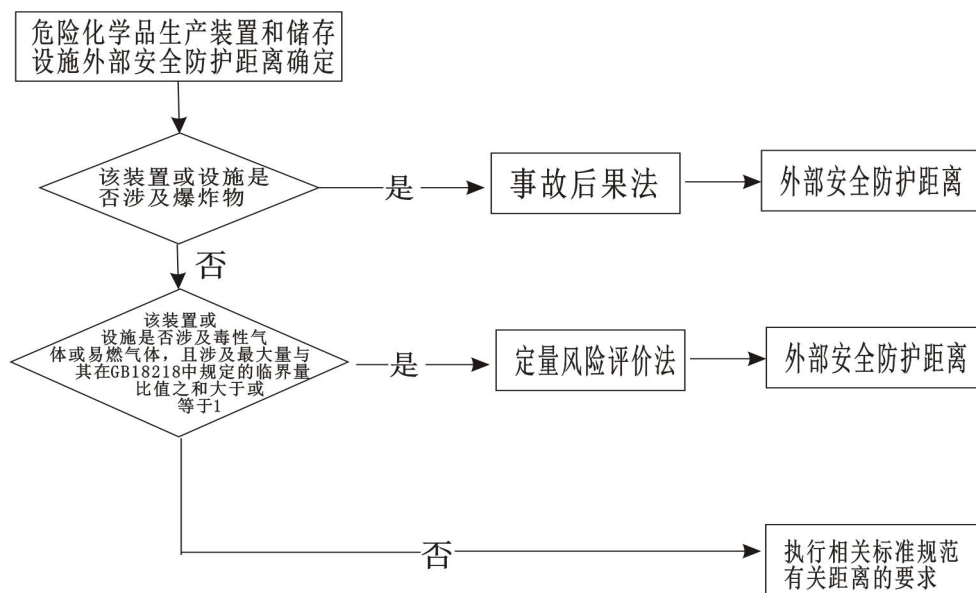 危险化学品生产装置和储存
设施外部安全防护距离确定
该装置或设施是
否涉及爆炸物
是
事故后果法
外部安全防护距离
否
该装置或
设施是否涉及毒性气
体或易燃气体，且涉及最大量与
其在GB18218中规定的临界量
比值之和大于或
等于1
是
定量风险评价法
外部安全防护距离
否
执行相关标准规范
有关距离的要求